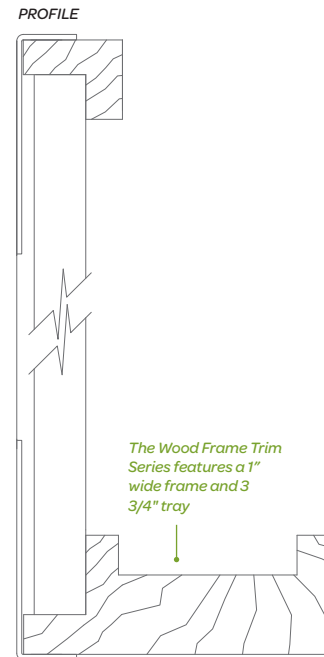 PROFILE
The Wood Frame Trim
Series features a 1”
wide frame and 3
3/4" tray